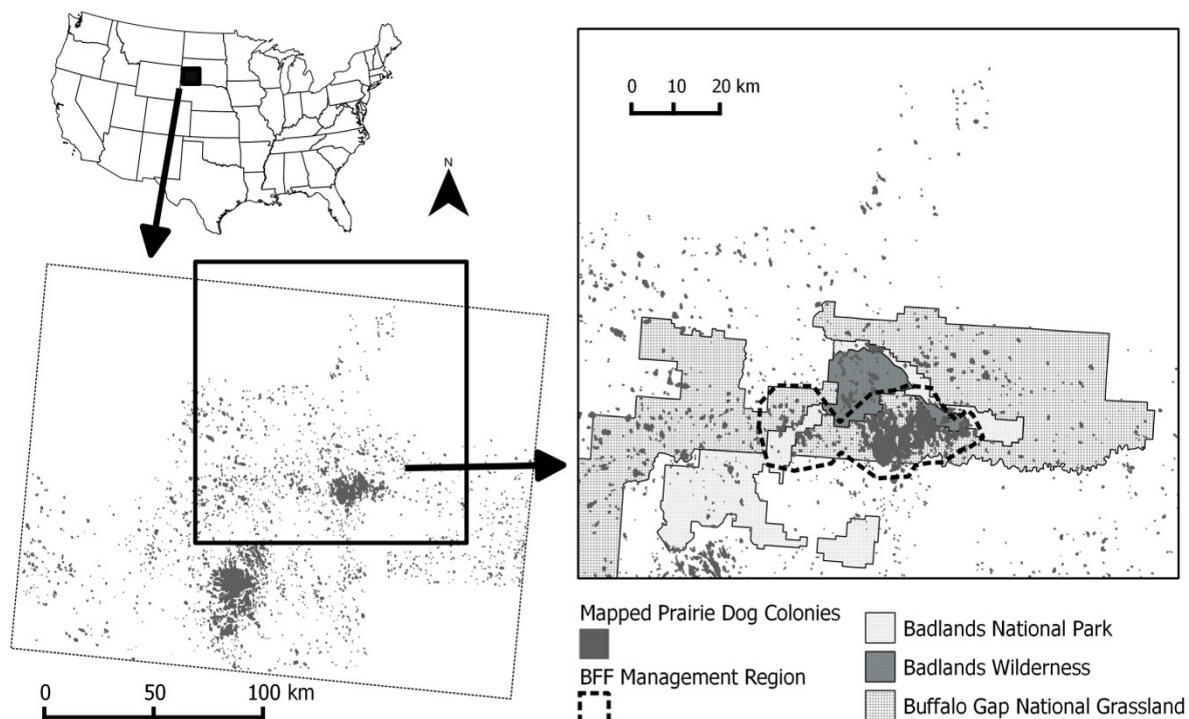 N
0 10 20 km
0 50 100 km
Mapped Prairie Dog Colonies
BFF Management Region
Badlands National Park
Badlands Wilderness
Buffalo Gap National Grassland